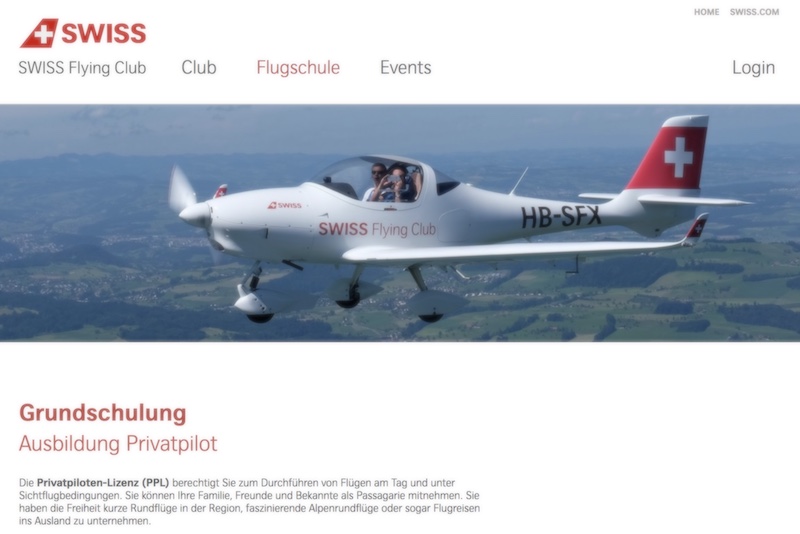 HOME SWISS.COM
SWISS
SWISS Flying Club Club Flugschule Events Login
SWISS
SWISS Flying Club
HB-SFX
Grundschulung
Ausbildung Privatpilot
Die Privatpiloten-Lizenz (PPL) berechtigt Sie zum Durchführen von Flügen am Tag und unter
Sichtflugbedingungen. Sie können Ihre Familie, Freunde und Bekannte als Passagarie mitnehmen. Sie
haben die Freiheit kurze Rundflüge in der Region, faszinierende Alpenrundflüge oder sogar Flugreisen
ins Ausland zu unternehmen.